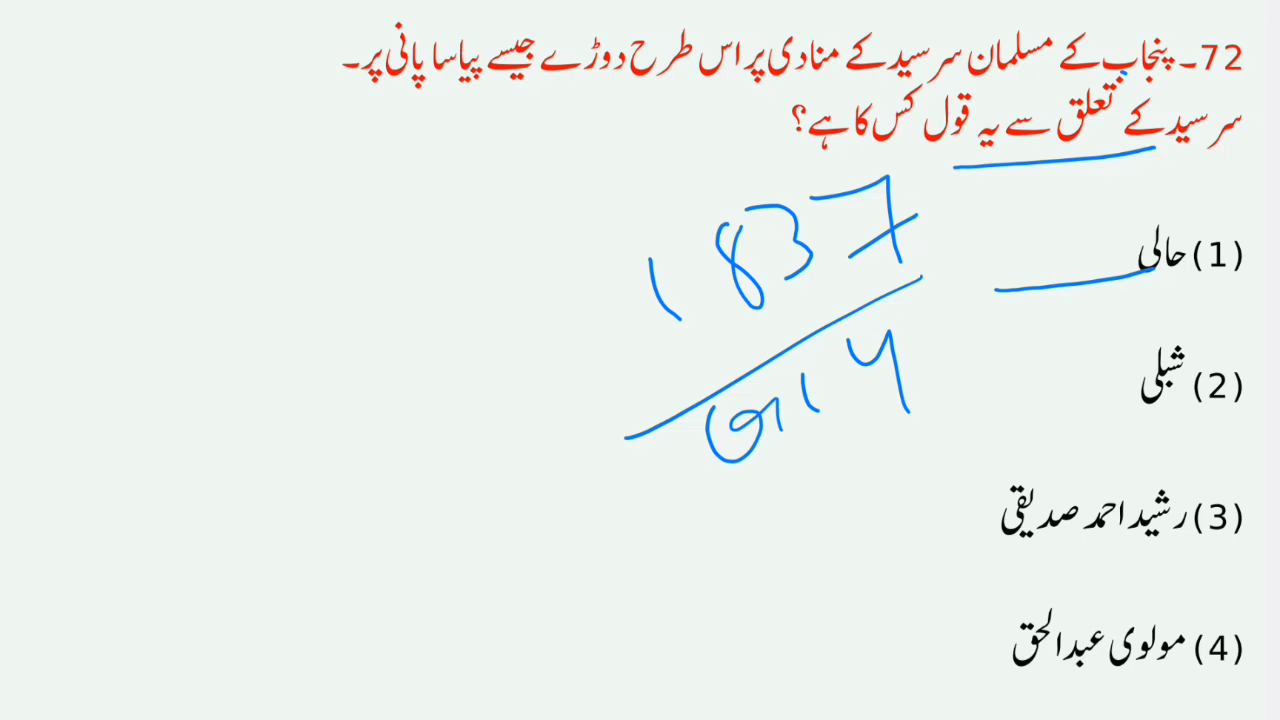 72۔ پنجاب کے مسلمان سرسید کے منادی پر اس طرح دوڑے جیسے پیاسا پانی پر۔
سرسید کے تعلق سے یہ قول کس کا ہے؟
1837
(1) حالی
(2) شبلی
(3) رشید احمد صدیقی
(4) مولوی عبدالحق